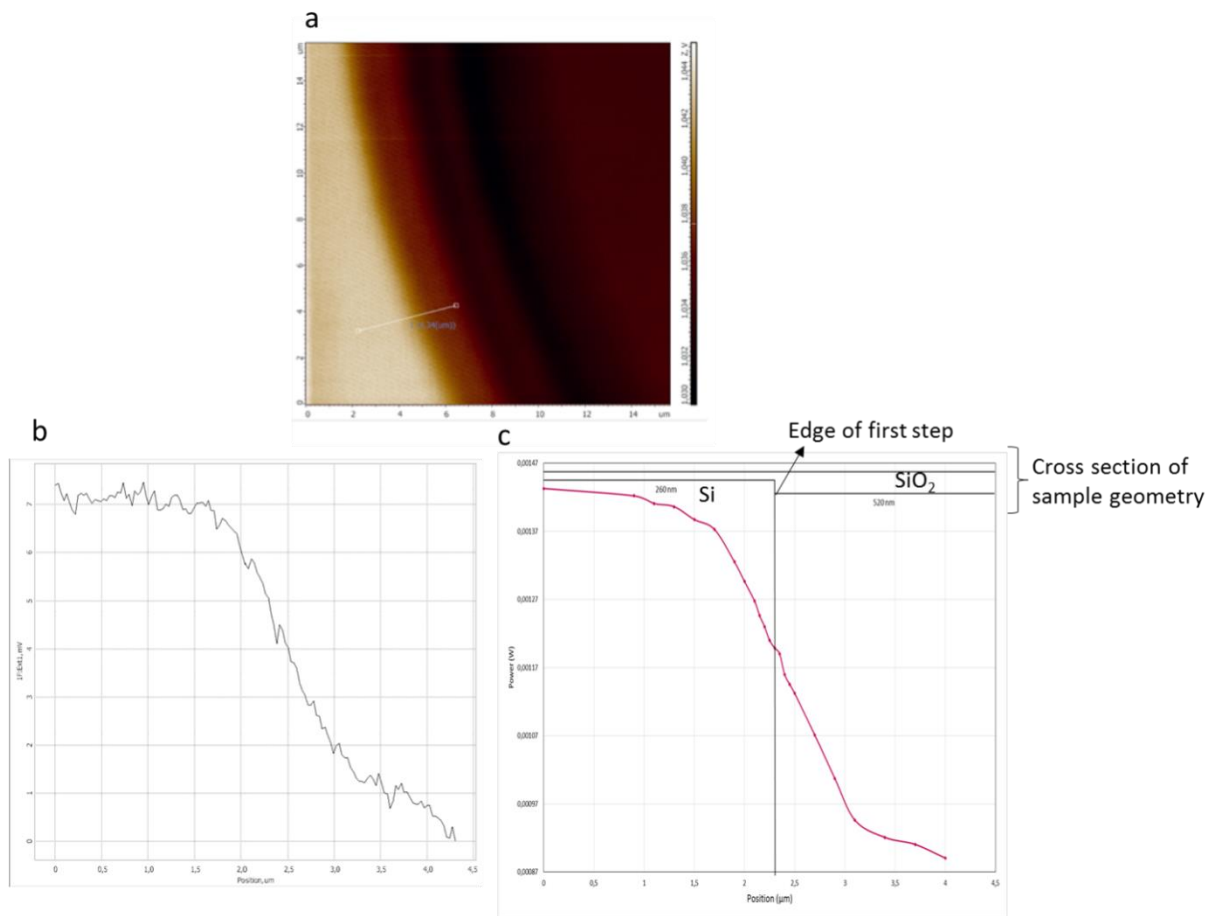 a
um
14
12
10
8
6
4
2
0
0 2 4 6 8 10 12 14 um
Z, V
1,044
1,042
1,040
1,038
1,036
1,034
1,032
1,030
b
7
6
5
4
3
2
1
0
0 0,5 1,0 1,5 2,0 2,5 3,0 3,5 4,0 4,5
Position, um
c
Edge of first step
Cross section of
sample geometry
Si
SiO2
260 nm
520 nm
Power (W)
0,00147
0,00137
0,00127
0,00117
0,00107
0,00097
0,00087
0 0,5 1 1,5 2 2,5 3 3,5 4 4,5
Position (μm)